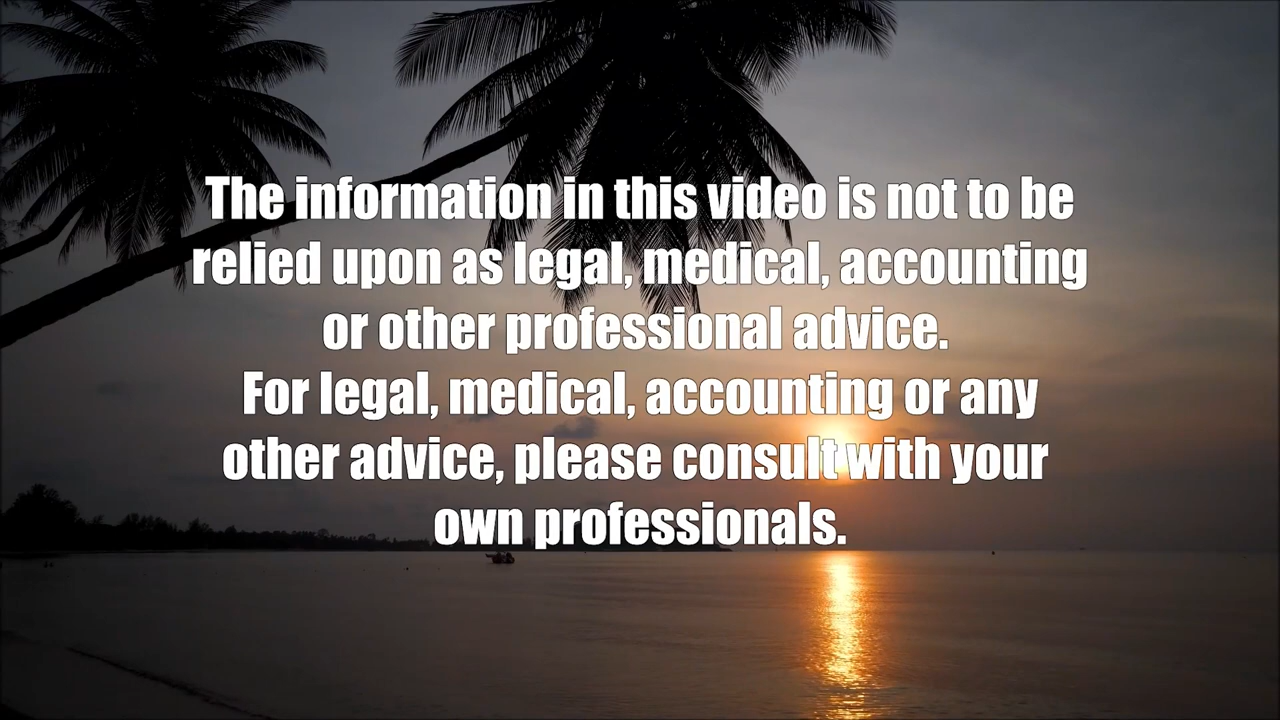 The information in this video is not to be
relied upon as legal, medical, accounting
or other professional advice.
For legal, medical, accounting or any
other advice, please consult with your
own professionals.